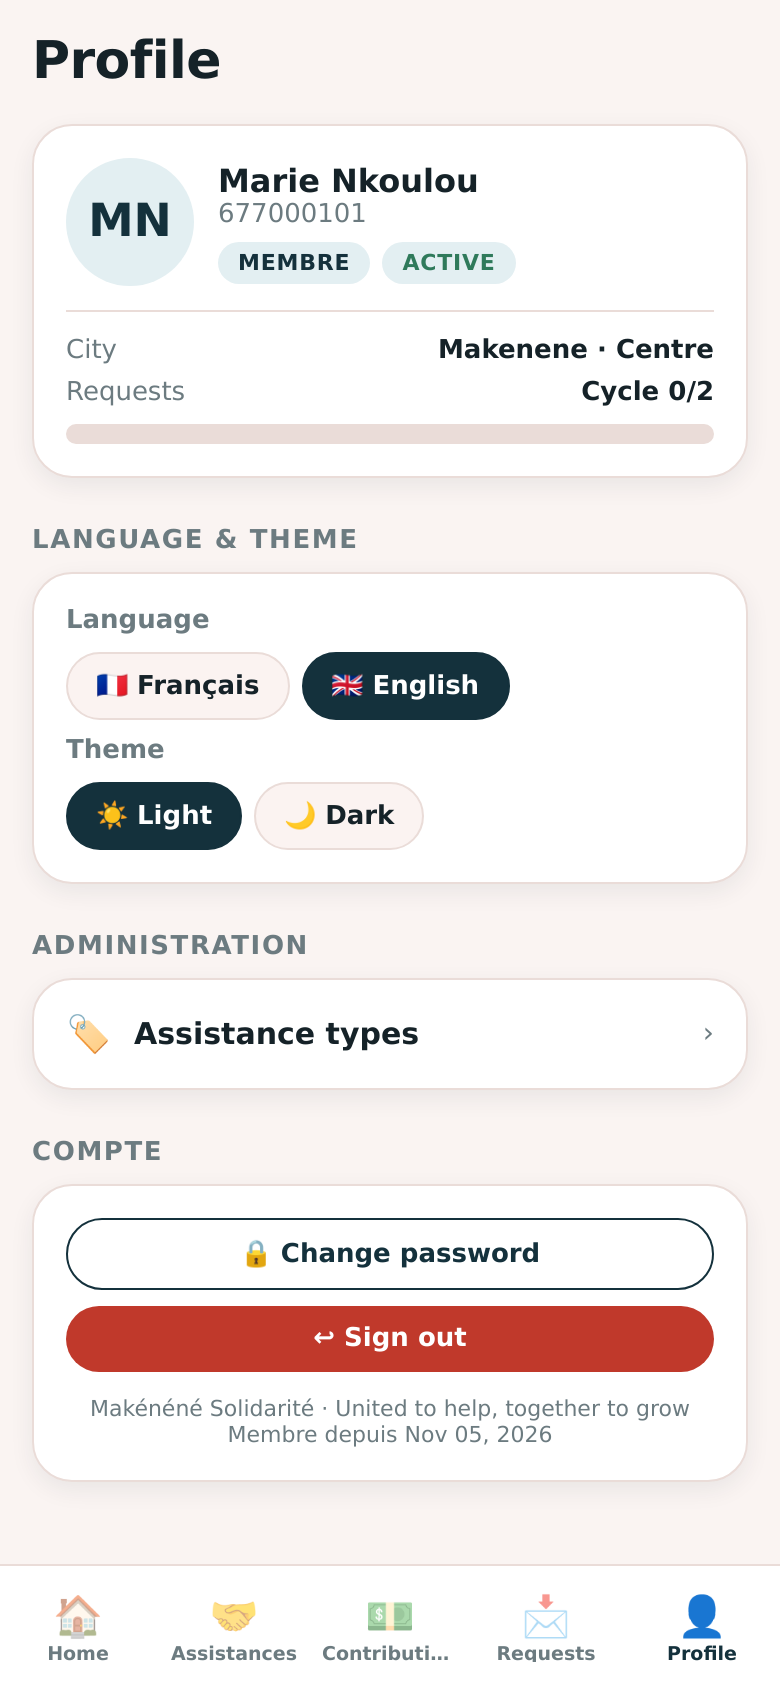 Profile
MN
Marie Nkoulou
677000101
MEMBRE
ACTIVE
City
Makenene · Centre
Requests
Cycle 0/2
LANGUAGE & THEME
Language
🇫🇷 Français
🇬🇧 English
Theme
☀️ Light
🌙 Dark
ADMINISTRATION
🏷️ Assistance types ›
COMPTE
🔒 Change password
↩ Sign out
Makénéné Solidarité · United to help, together to grow
Membre depuis Nov 05, 2026
Home
Assistances
Contributi…
Requests
Profile